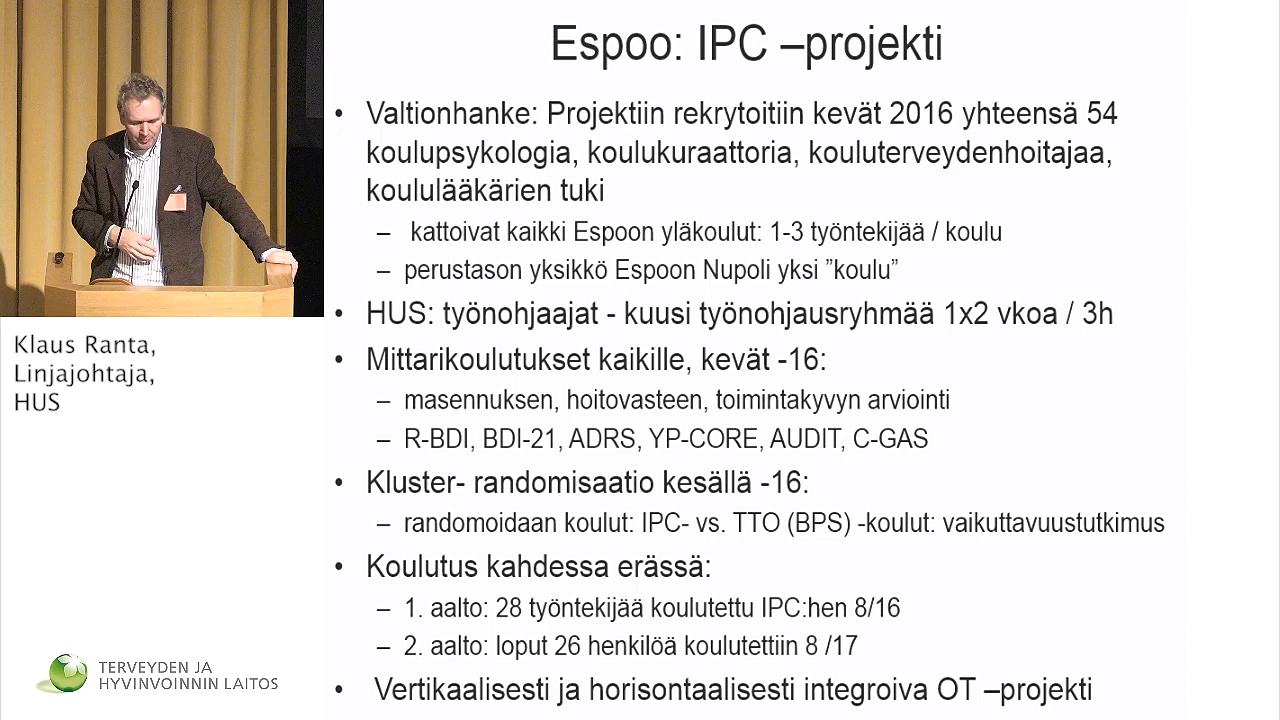 Espoo: IPC –projekti
• Valtionhanke: Projektiin rekrytoitiin kevät 2016 yhteensä 54
koulupsykologia, koulukuraattoria, kouluterveydenhoitajaa,
koululääkärien tuki
– kattoivat kaikki Espoon yläkoulut: 1-3 työntekijää / koulu
– perustason yksikkö Espoon Nupoli yksi ”koulu”
• HUS: työnohjaajat - kuusi työnohjausryhmää 1x2 vkoa / 3h
• Mittarikoulutukset kaikille, kevät -16:
– masennuksen, hoitovasteen, toimintakyvyn arviointi
– R-BDI, BDI-21, ADRS, YP-CORE, AUDIT, C-GAS
• Kluster- randomisaatio kesällä -16:
– randomoidaan koulut: IPC- vs. TTO (BPS) -koulut: vaikuttavuustutkimus
• Koulutus kahdessa erässä:
– 1. aalto: 28 työntekijää koulutettu IPC:hen 8/16
– 2. aalto: loput 26 henkilöä koulutettiin 8 /17
• Vertikaalisesti ja horisontaalisesti integroiva OT –projekti
Klaus Ranta,
Linjajohtaja,
HUS
TERVEYDEN JA
HYVINVOINNIN LAITOS